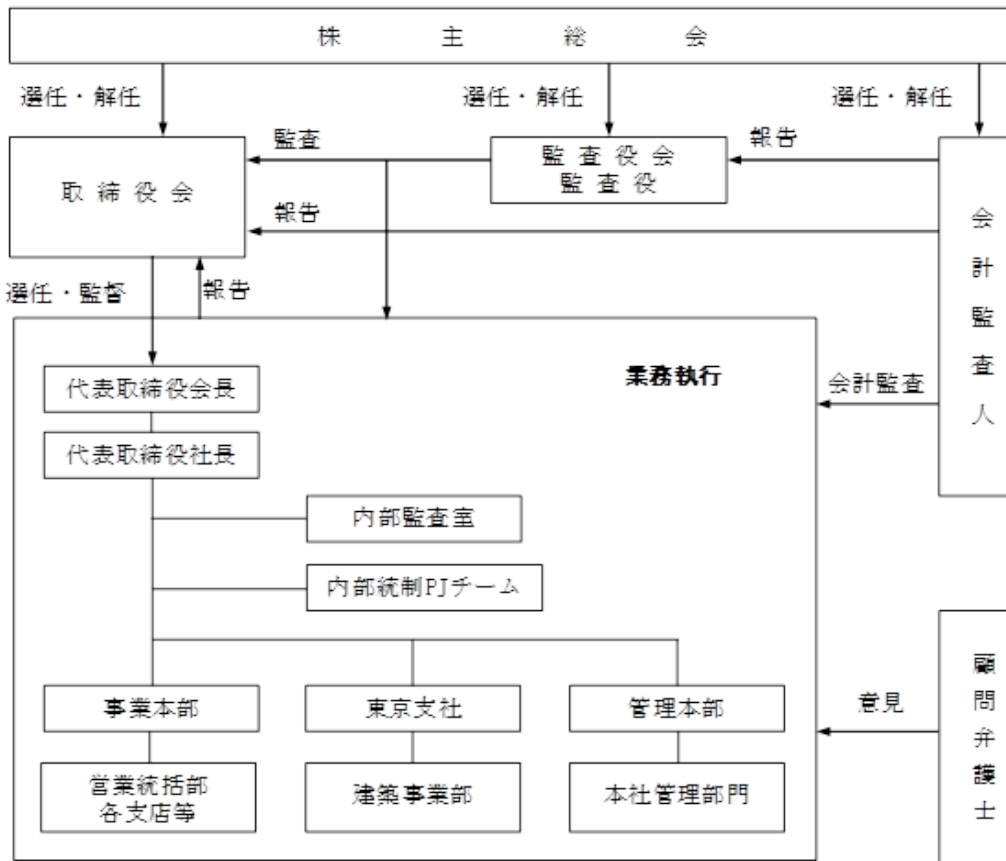 株主総会
選任・解任
選任・解任
選任・解任
取締役会
監査
監査役会
監査役
報告
報告
会計監査人
選任・監督
報告
業務執行
代表取締役会長
会計監査
代表取締役社長
内部監査室
内部統制PJチーム
事業本部
東京支社
管理本部
意見
顧問弁護士
営業統括部
各支店等
建築事業部
本社管理部門